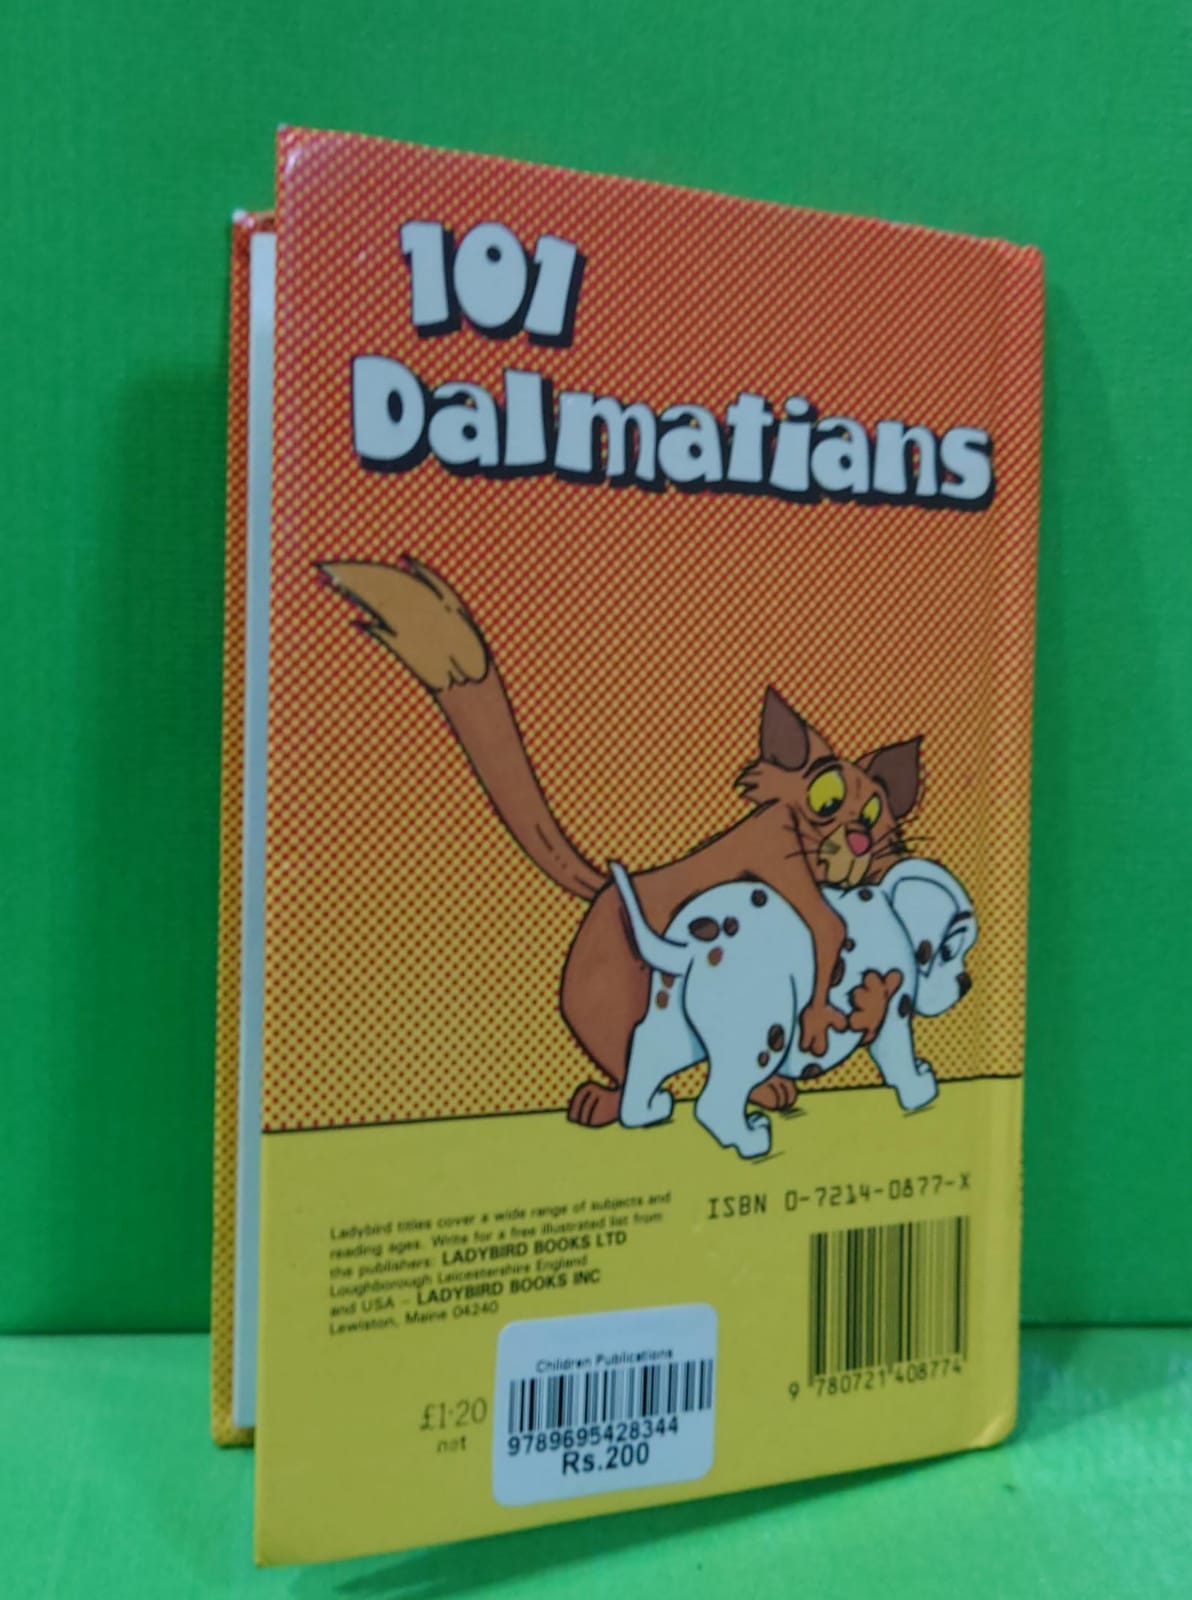 101
Dalmatians
ISBN 0-7214-0877-X
Ladybird titles cover a wide range of subjects and
reading ages. Write for a free illustrated list from
the publishers: LADYBIRD BOOKS LTD
Loughborough Leicestershire England
and USA – LADYBIRD BOOKS INC
Lewiston, Maine 04240
9 780721 408774
£1·20
net
Children Publications
9789695428344
Rs.200